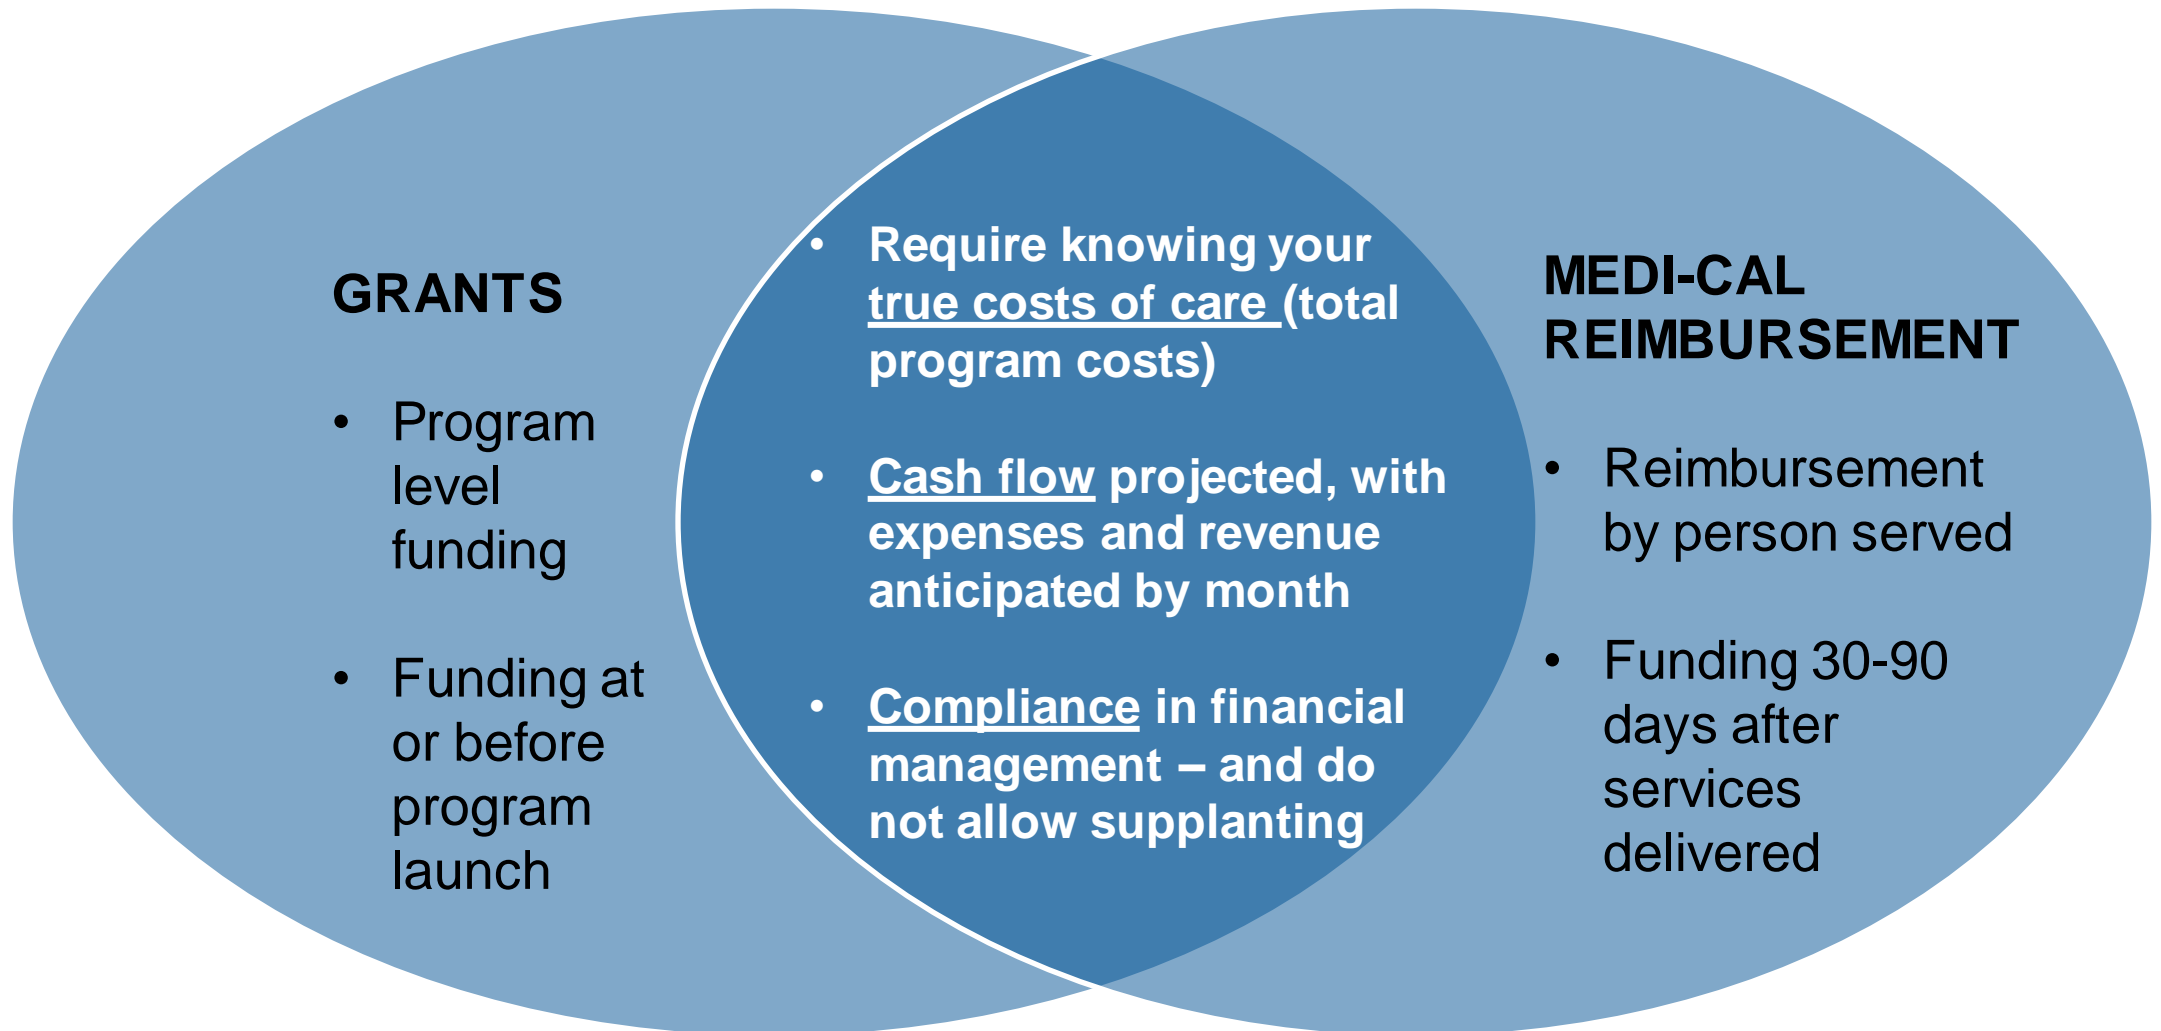 GRANTS
• Program
level
funding
• Funding at
or before
program
launch
• Require knowing your
true costs of care (total
program costs)
• Cash flow projected, with
expenses and revenue
anticipated by month
• Compliance in financial
management – and do
not allow supplanting
MEDI-CAL
REIMBURSEMENT
• Reimbursement
by person served
• Funding 30-90
days after
services
delivered